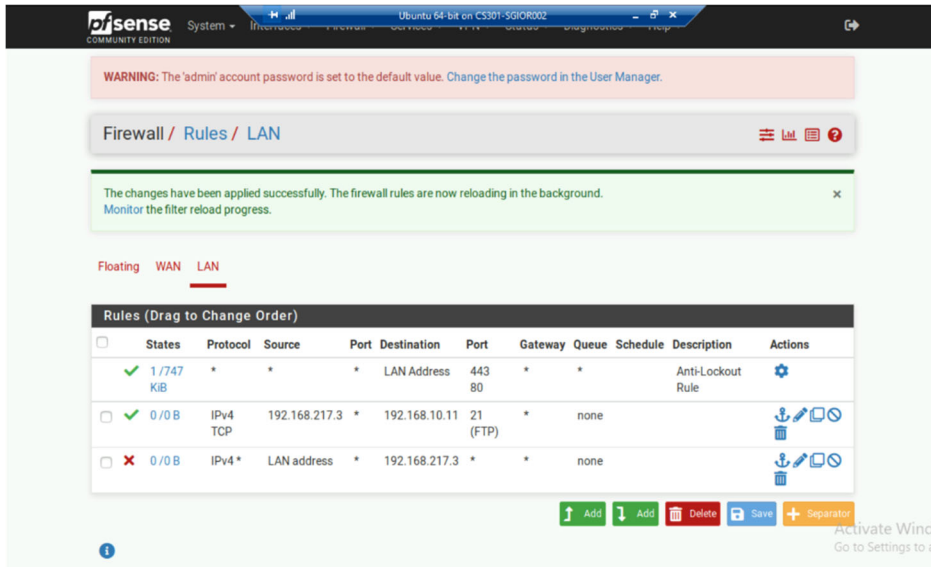 Ubuntu 64-bit on CS301-SGIOR002
pfsense
COMMUNITY EDITION
System
WARNING: The 'admin' account password is set to the default value. Change the password in the User Manager.
Firewall / Rules / LAN
The changes have been applied successfully. The firewall rules are now reloading in the background.
Monitor the filter reload progress.
Floating WAN LAN
Rules (Drag to Change Order)
States Protocol Source Port Destination Port Gateway Queue Schedule Description Actions
1 /747 * * * LAN Address 443 * * Anti-Lockout
KiB 80 Rule
0 /0 B IPv4 192.168.217.3 * 192.168.10.11 21 * none
TCP (FTP)
0 /0 B IPv4 * LAN address * 192.168.217.3 * * none
Add Add Delete Save Separator
Activate Winc
Go to Settings to a